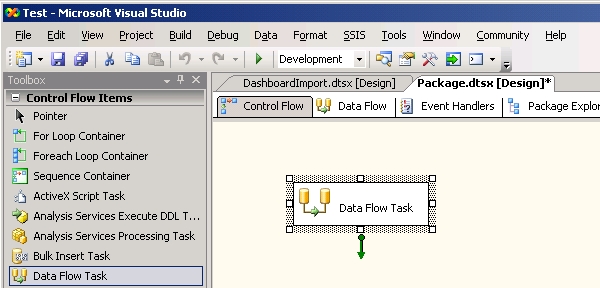 Test - Microsoft Visual Studio
File Edit View Project Build Debug Data Format SSIS Tools Window Community Help
Development
Toolbox
DashboardImport.dtsx [Design] Package.dtsx [Design]*
Control Flow Items
Control Flow Data Flow Event Handlers Package Explor
Pointer
For Loop Container
Foreach Loop Container
Sequence Container
ActiveX Script Task
Analysis Services Execute DDL T...
Analysis Services Processing Task
Bulk Insert Task
Data Flow Task
Data Flow Task